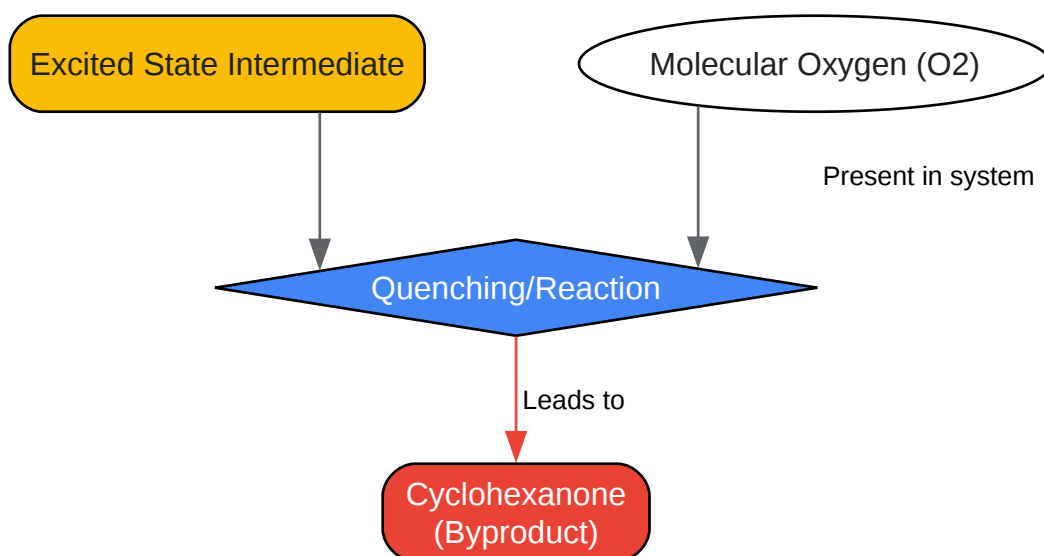 Excited State Intermediate
Molecular Oxygen (O2)
Present in system
Quenching/Reaction
Leads to
Cyclohexanone
(Byproduct)